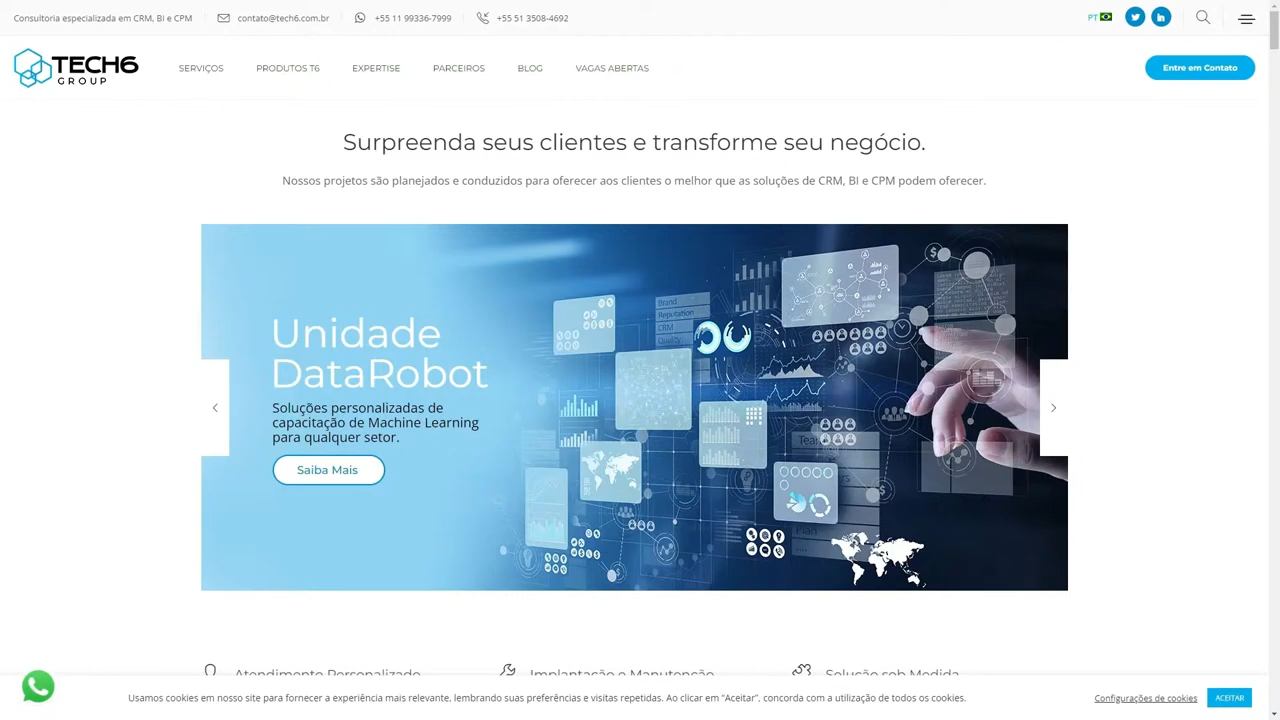 Consultoria especializada em CRM, Bi e CPM
contato@tech6.com.br
+55 11 99336-7999
+55 51 3508-4692
PT
TECH6
GROUP
SERVIÇOS
PRODUTOS T6
EXPERTISE
PARCEIROS
BLOG
VAGAS ABERTAS
Entre em Contato
Surpreenda seus clientes e transforme seu negócio.
Nossos projetos são planejados e conduzidos para oferecer aos clientes o melhor que as soluções de CRM, BI e CPM podem oferecer.
Unidade
DataRobot
Soluções personalizadas de
capacitação de Machine Learning
para qualquer setor.
Saiba Mais
Brand
Reputation
CRM
Quality
Atendimento Personalizado
Implantação e Manutenção
Solução sob Medida
Usamos cookies em nosso site para fornecer a experiência mais relevante, lembrando suas preferências e visitas repetidas. Ao clicar em “Aceitar”, concorda com a utilização de todos os cookies.
Configurações de cookies
ACEITAR